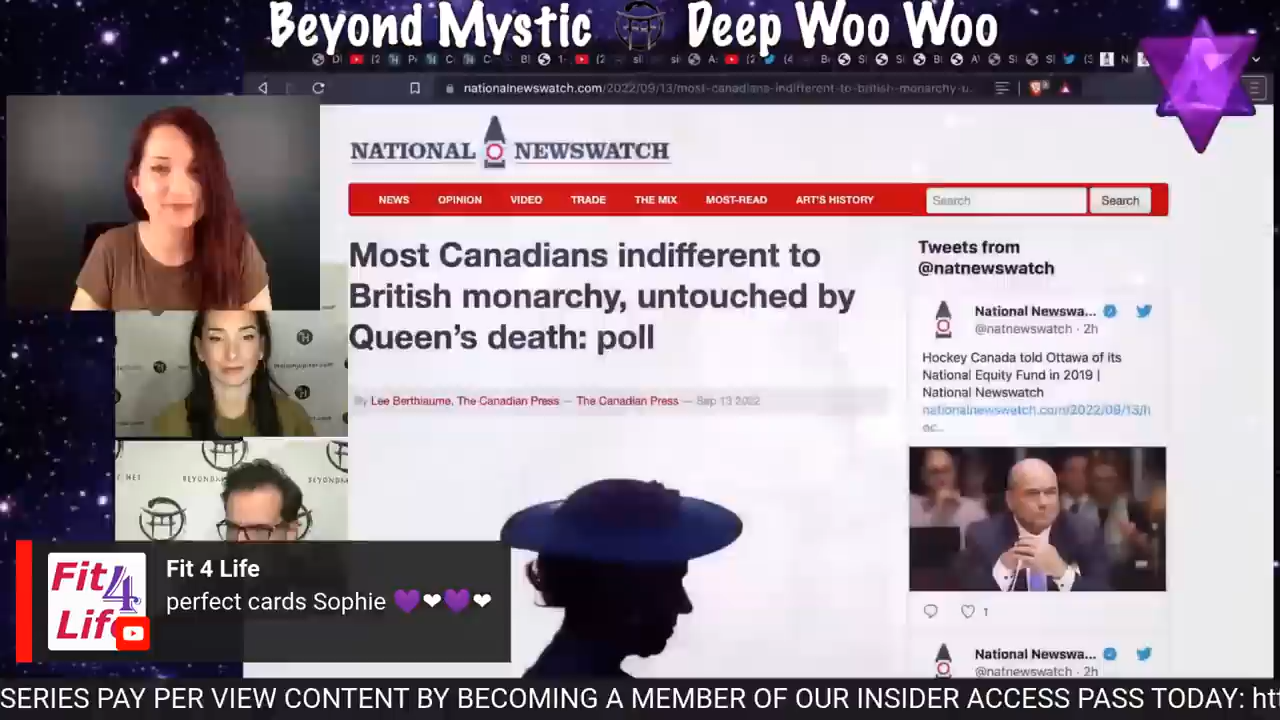 Beyond Mystic Deep Woo Woo
nationalnewswatch.com/2022/09/13/most-canadians-indifferent-to-british-monarchy-u...
NATIONAL NEWSWATCH
NEWS OPINION VIDEO TRADE THE MIX MOST-READ ART'S HISTORY
Search Search
Most Canadians indifferent to
British monarchy, untouched by
Queen's death: poll
By Lee Berthiaume, The Canadian Press — The Canadian Press — Sep 13 2022
Tweets from
@natnewswatch
National Newswa...
@natnewswatch · 2h
Hockey Canada told Ottawa of its
National Equity Fund in 2019 |
National Newswatch
nationalnewswatch.com/2022/09/13/h
oc...
1
National Newswa...
@natnewswatch · 2h
Fit 4 Life
Fit 4 Life
perfect cards Sophie 💜❤💜❤
SERIES PAY PER VIEW CONTENT BY BECOMING A MEMBER OF OUR INSIDER ACCESS PASS TODAY: htt